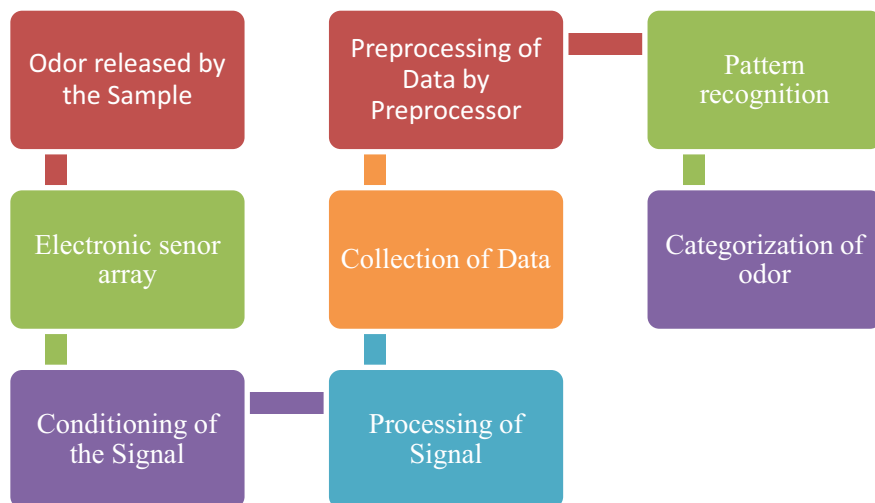 Odor released by
the Sample
Electronic senor
array
Conditioning of
the Signal
Processing of
Signal
Collection of Data
Preprocessing of
Data by
Preprocessor
Pattern
recognition
Categorization of
odor